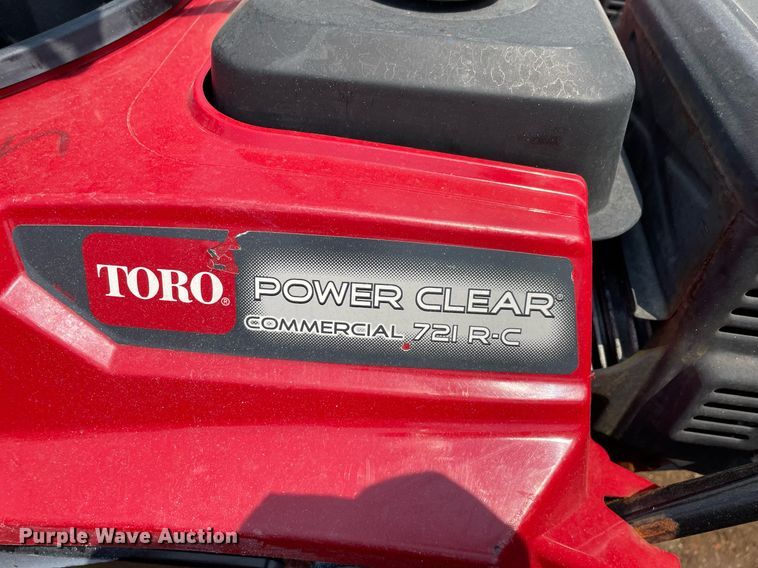 TORO®
POWER CLEAR®
COMMERCIAL 721 R-C
Purple Wave Auction